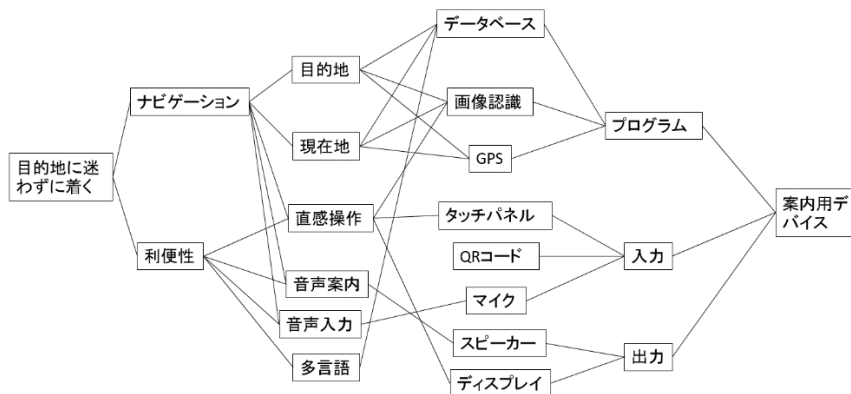 目的地に迷
わずに着く
ナビゲーション
利便性
目的地
現在地
直感操作
音声案内
音声入力
多言語
データベース
画像認識
GPS
タッチパネル
QRコード
マイク
スピーカー
ディスプレイ
プログラム
入力
出力
案内用デ
バイス